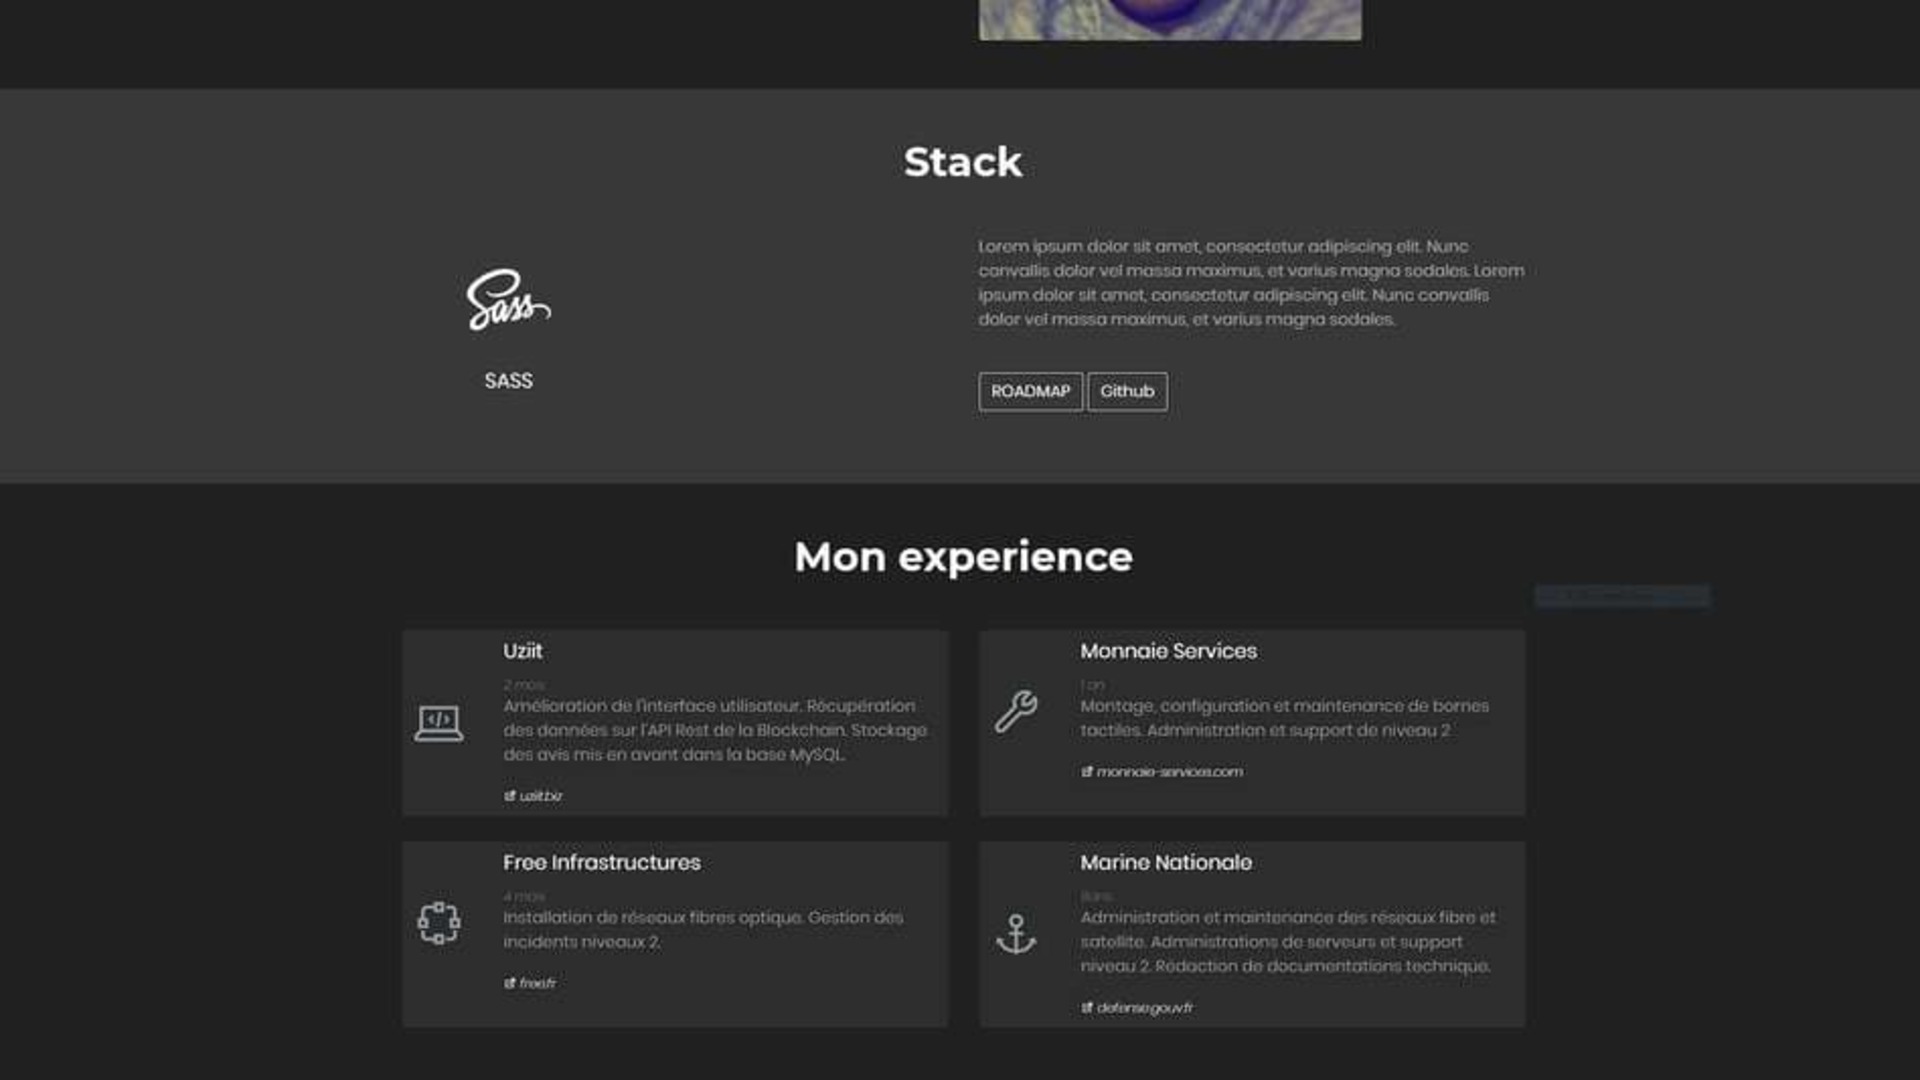 Stack
Lorem ipsum dolor sit amet, consectetur adipiscing elit. Nunc
convallis dolor vel massa maximus, et varius magna sodales. Lorem
ipsum dolor sit amet, consectetur adipiscing elit. Nunc convallis
dolor vel massa maximus, et varius magna sodales.
Sass
SASS
ROADMAP Github
Mon experience
Uziit
2 mois
Amélioration de l'interface utilisateur. Récupération
des données sur l'API Rest de la Blockchain. Stockage
des avis mis en avant dans la base MySQL.
Monnaie Services
1 an
Montage, configuration et maintenance de bornes
tactiles. Administration et support de niveau 2
monnaie-services.com
Free Infrastructures
4 mois
Installation de réseaux fibres optique. Gestion des
incidents niveaux 2.
free.fr
Marine Nationale
Administration et maintenance des réseaux fibre et
satellite. Administrations de serveurs et support
niveau 2. Redaction de documentations technique.
defense.gouv.fr